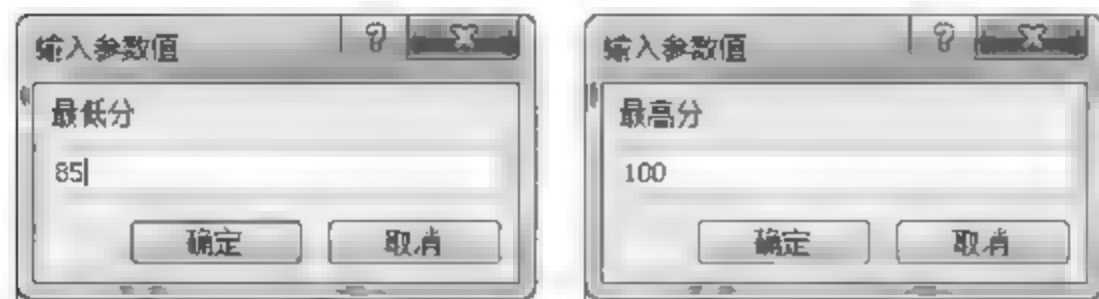 输入参数值
最低分
85
确定 取消
输入参数值
最高分
100
确定 取消